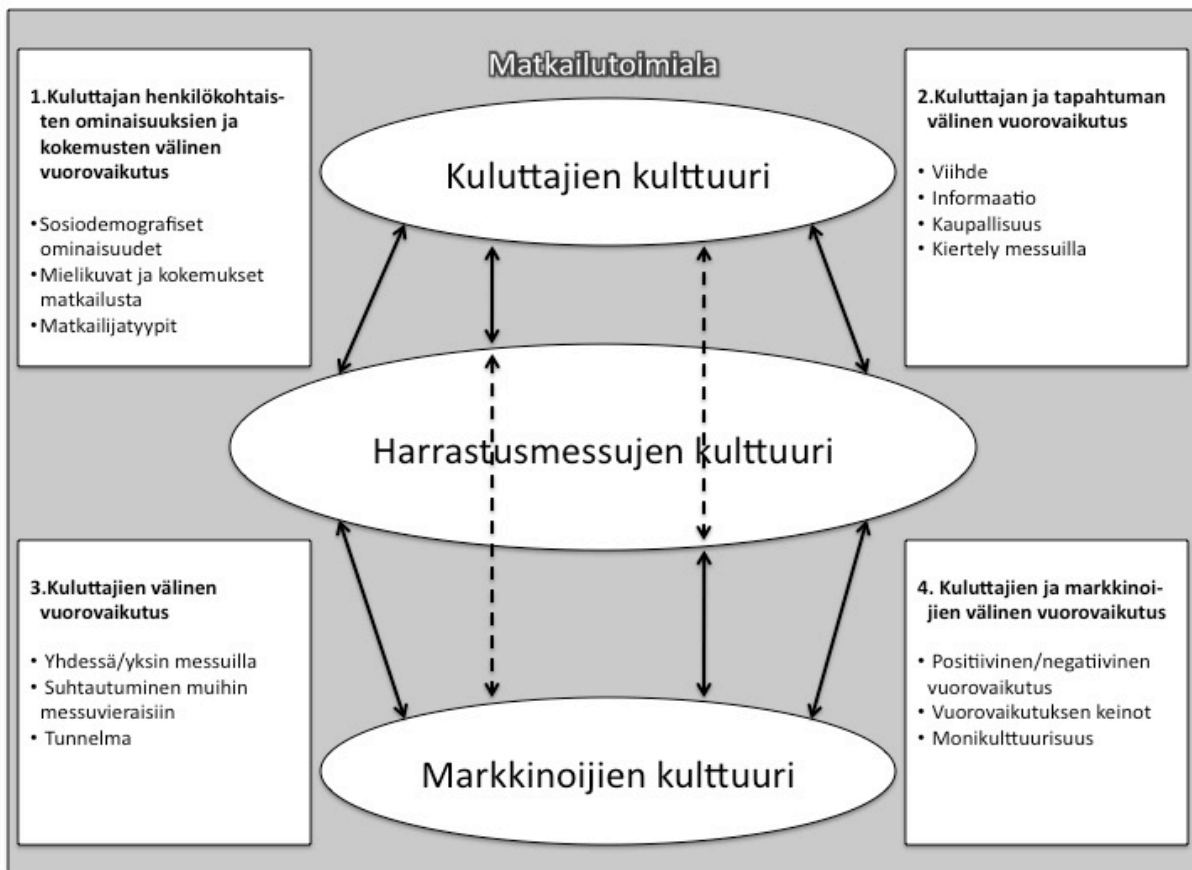 Matkailutoimiala
1.Kuluttajan henkilökohtais-
ten ominaisuuksien ja
kokemusten välinen
vuorovaikutus
•Sosiodemografiset
ominaisuudet
•Mielikuvat ja kokemukset
matkailusta
•Matkailijatyypit
Kuluttajien kulttuuri
2.Kuluttajan ja tapahtuman
välinen vuorovaikutus
• Viihde
• Informaatio
• Kaupallisuus
• Kiertely messuilla
Harrastusmessujen kulttuuri
3.Kuluttajien välinen
vuorovaikutus
• Yhdessä/yksin messuilla
• Suhtautuminen muihin
messuvieraisiin
• Tunnelma
Markkinoijien kulttuuri
4. Kuluttajien ja markkinoi-
jien välinen vuorovaikutus
• Positiivinen/negatiivinen
vuorovaikutus
• Vuorovaikutuksen keinot
• Monikulttuurisuus